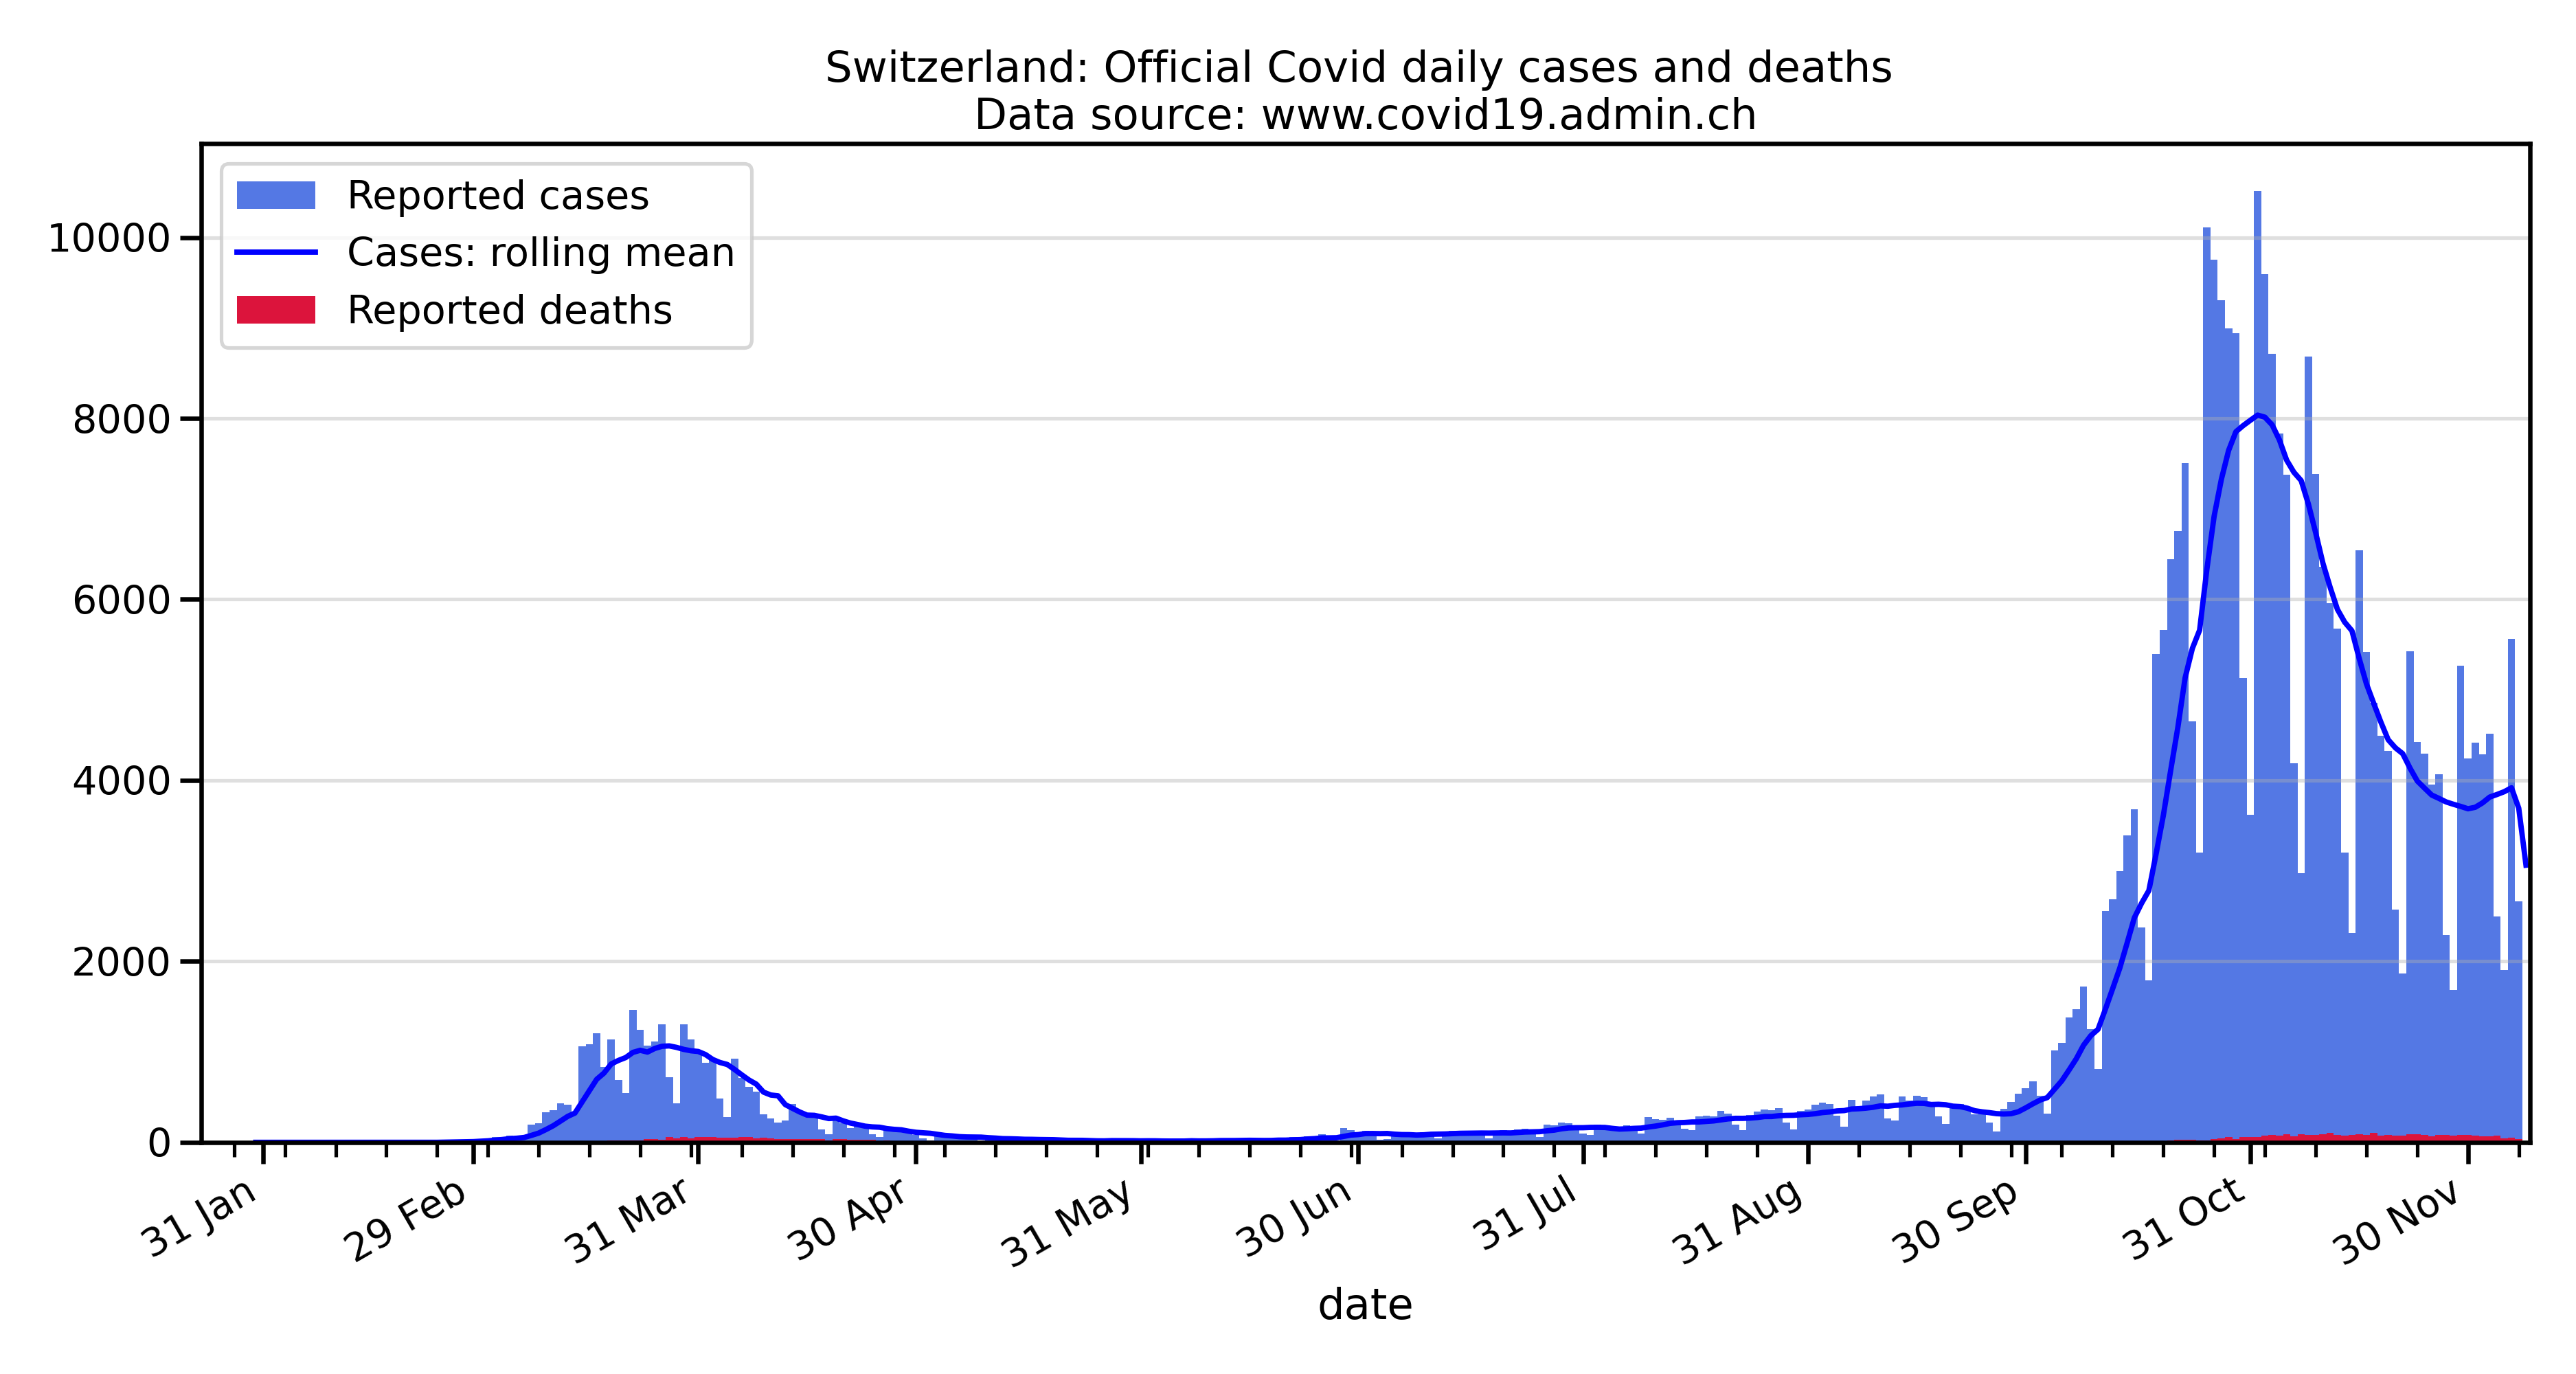 Switzerland: Official Covid daily cases and deaths
Data source: www.covid19.admin.ch
Reported cases
Cases: rolling mean
Reported deaths
10000
8000
6000
4000
2000
0
31 Jan
29 Feb
31 Mar
30 Apr
31 May
30 Jun
31 Jul
31 Aug
30 Sep
31 Oct
30 Nov
date